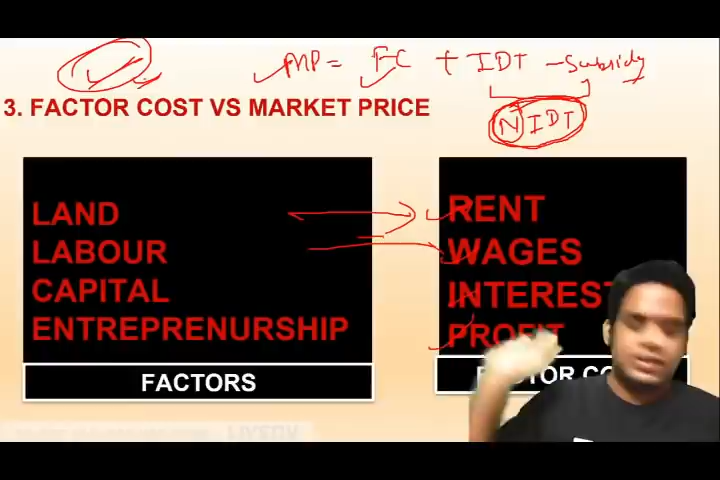 MP = FC + IDT - Subsidy
3. FACTOR COST VS MARKET PRICE
NIDT
LAND
LABOUR
CAPITAL
ENTREPRENURSHIP
FACTORS
RENT
WAGES
INTEREST
PROFIT